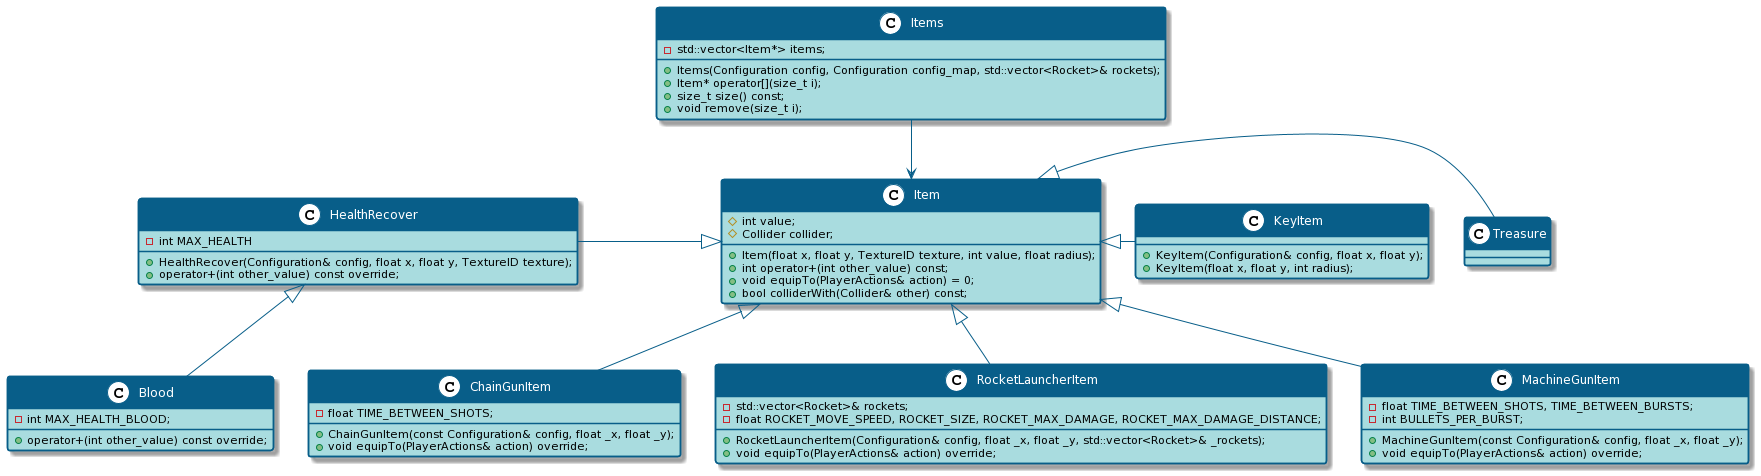 C Items
std::vector<Item*> items;
Items(Configuration config, Configuration config_map, std::vector<Rocket>& rockets);
Item* operator[](size_t i);
size_t size() const;
void remove(size_t i);
C HealthRecover
int MAX_HEALTH
HealthRecover(Configuration& config, float x, float y, TextureID texture);
operator+(int other_value) const override;
C Item
int value;
Collider collider;
Item(float x, float y, TextureID texture, int value, float radius);
int operator+(int other_value) const;
void equipTo(PlayerActions& action) = 0;
bool colliderWith(Collider& other) const;
C KeyItem
KeyItem(Configuration& config, float x, float y);
KeyItem(float x, float y, int radius);
C Treasure
C Blood
int MAX_HEALTH_BLOOD;
operator+(int other_value) const override;
C ChainGunItem
float TIME_BETWEEN_SHOTS;
ChainGunItem(const Configuration& config, float _x, float _y);
void equipTo(PlayerActions& action) override;
C RocketLauncherItem
std::vector<Rocket>& rockets;
float ROCKET_MOVE_SPEED, ROCKET_SIZE, ROCKET_MAX_DAMAGE, ROCKET_MAX_DAMAGE_DISTANCE;
RocketLauncherItem(Configuration& config, float _x, float _y, std::vector<Rocket>& _rockets);
void equipTo(PlayerActions& action) override;
C MachineGunItem
float TIME_BETWEEN_SHOTS, TIME_BETWEEN_BURSTS;
int BULLETS_PER_BURST;
MachineGunItem(const Configuration& config, float _x, float _y);
void equipTo(PlayerActions& action) override;